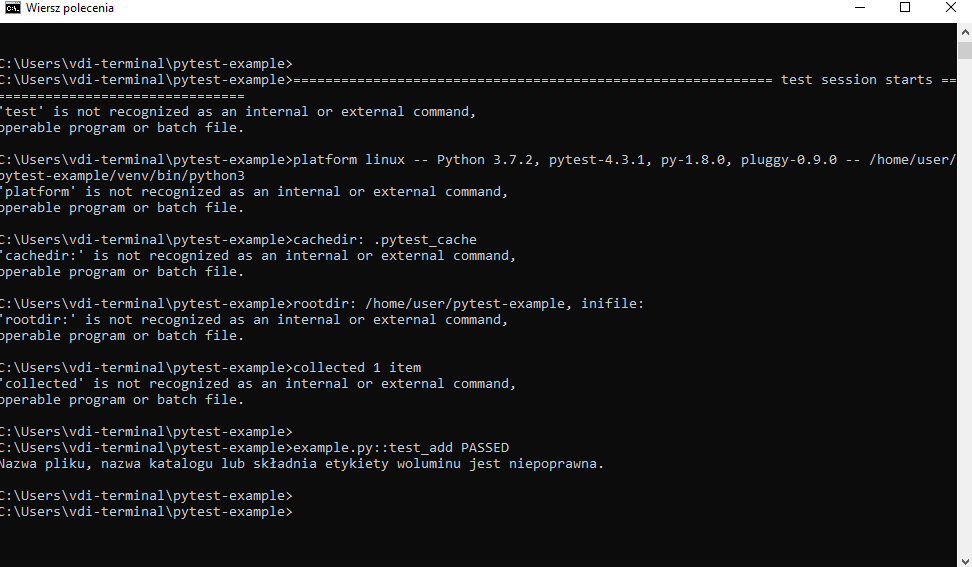 Wiersz polecenia
C:\Users\vdi-terminal\pytest-example>
C:\Users\vdi-terminal\pytest-example>============================================================ test session starts ==
===============================
'test' is not recognized as an internal or external command,
operable program or batch file.
C:\Users\vdi-terminal\pytest-example>platform linux -- Python 3.7.2, pytest-4.3.1, py-1.8.0, pluggy-0.9.0 -- /home/user/
pytest-example/venv/bin/python3
'platform' is not recognized as an internal or external command,
operable program or batch file.
C:\Users\vdi-terminal\pytest-example>cachedir: .pytest_cache
'cachedir:' is not recognized as an internal or external command,
operable program or batch file.
C:\Users\vdi-terminal\pytest-example>rootdir: /home/user/pytest-example, inifile:
'rootdir:' is not recognized as an internal or external command,
operable program or batch file.
C:\Users\vdi-terminal\pytest-example>collected 1 item
'collected' is not recognized as an internal or external command,
operable program or batch file.
C:\Users\vdi-terminal\pytest-example>
C:\Users\vdi-terminal\pytest-example>example.py::test_add PASSED
Nazwa pliku, nazwa katalogu lub składnia etykiety woluminu jest niepoprawna.
C:\Users\vdi-terminal\pytest-example>
C:\Users\vdi-terminal\pytest-example>